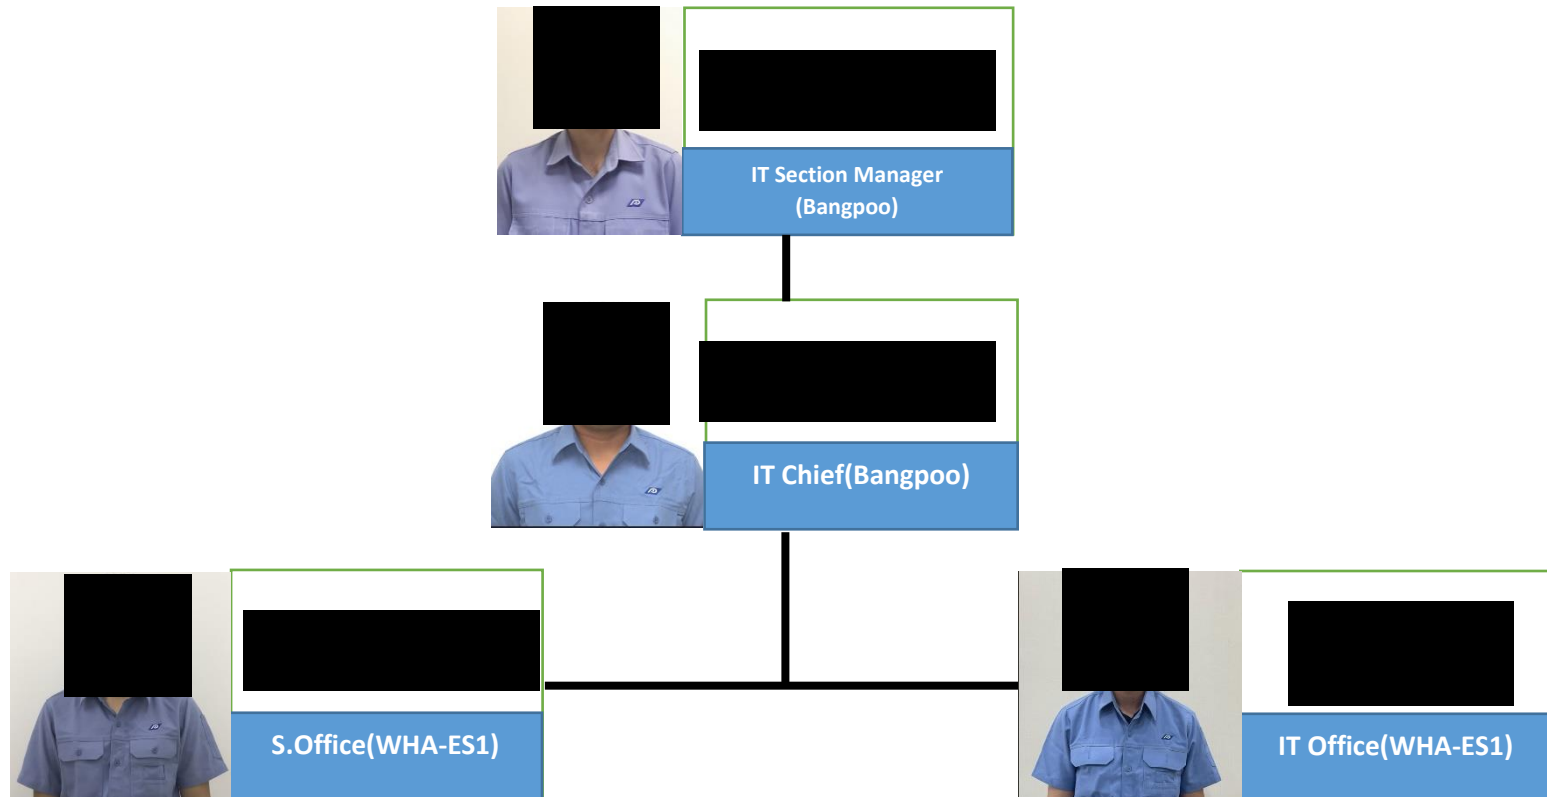 IT Section Manager
(Bangpoo)
IT Chief(Bangpoo)
S.Office(WHA-ES1)
IT Office(WHA-ES1)